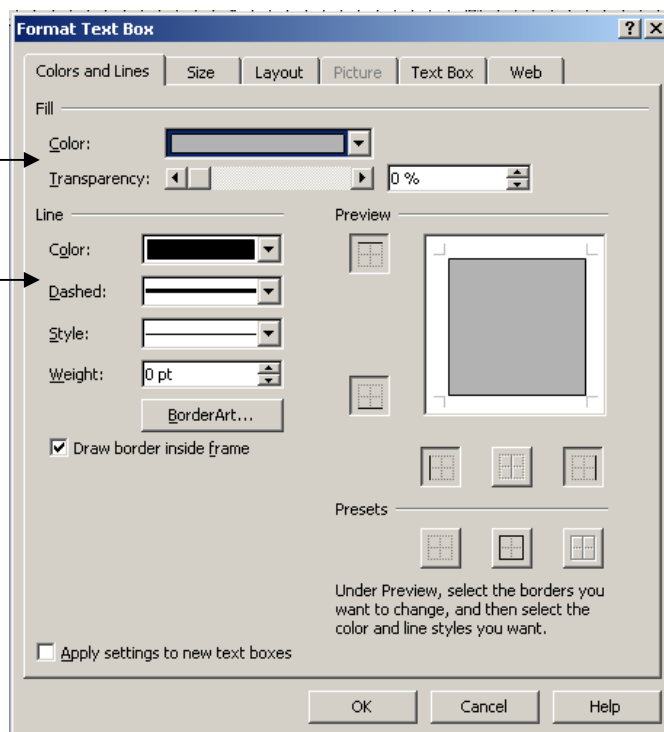 Format Text Box
Colors and Lines Size Layout Picture Text Box Web
Fill
Color:
Transparency: 0 %
Line
Color:
Dashed:
Style:
Weight: 0 pt
BorderArt...
Draw border inside frame
Preview
Presets
Under Preview, select the borders you
want to change, and then select the
color and line styles you want.
Apply settings to new text boxes
OK Cancel Help